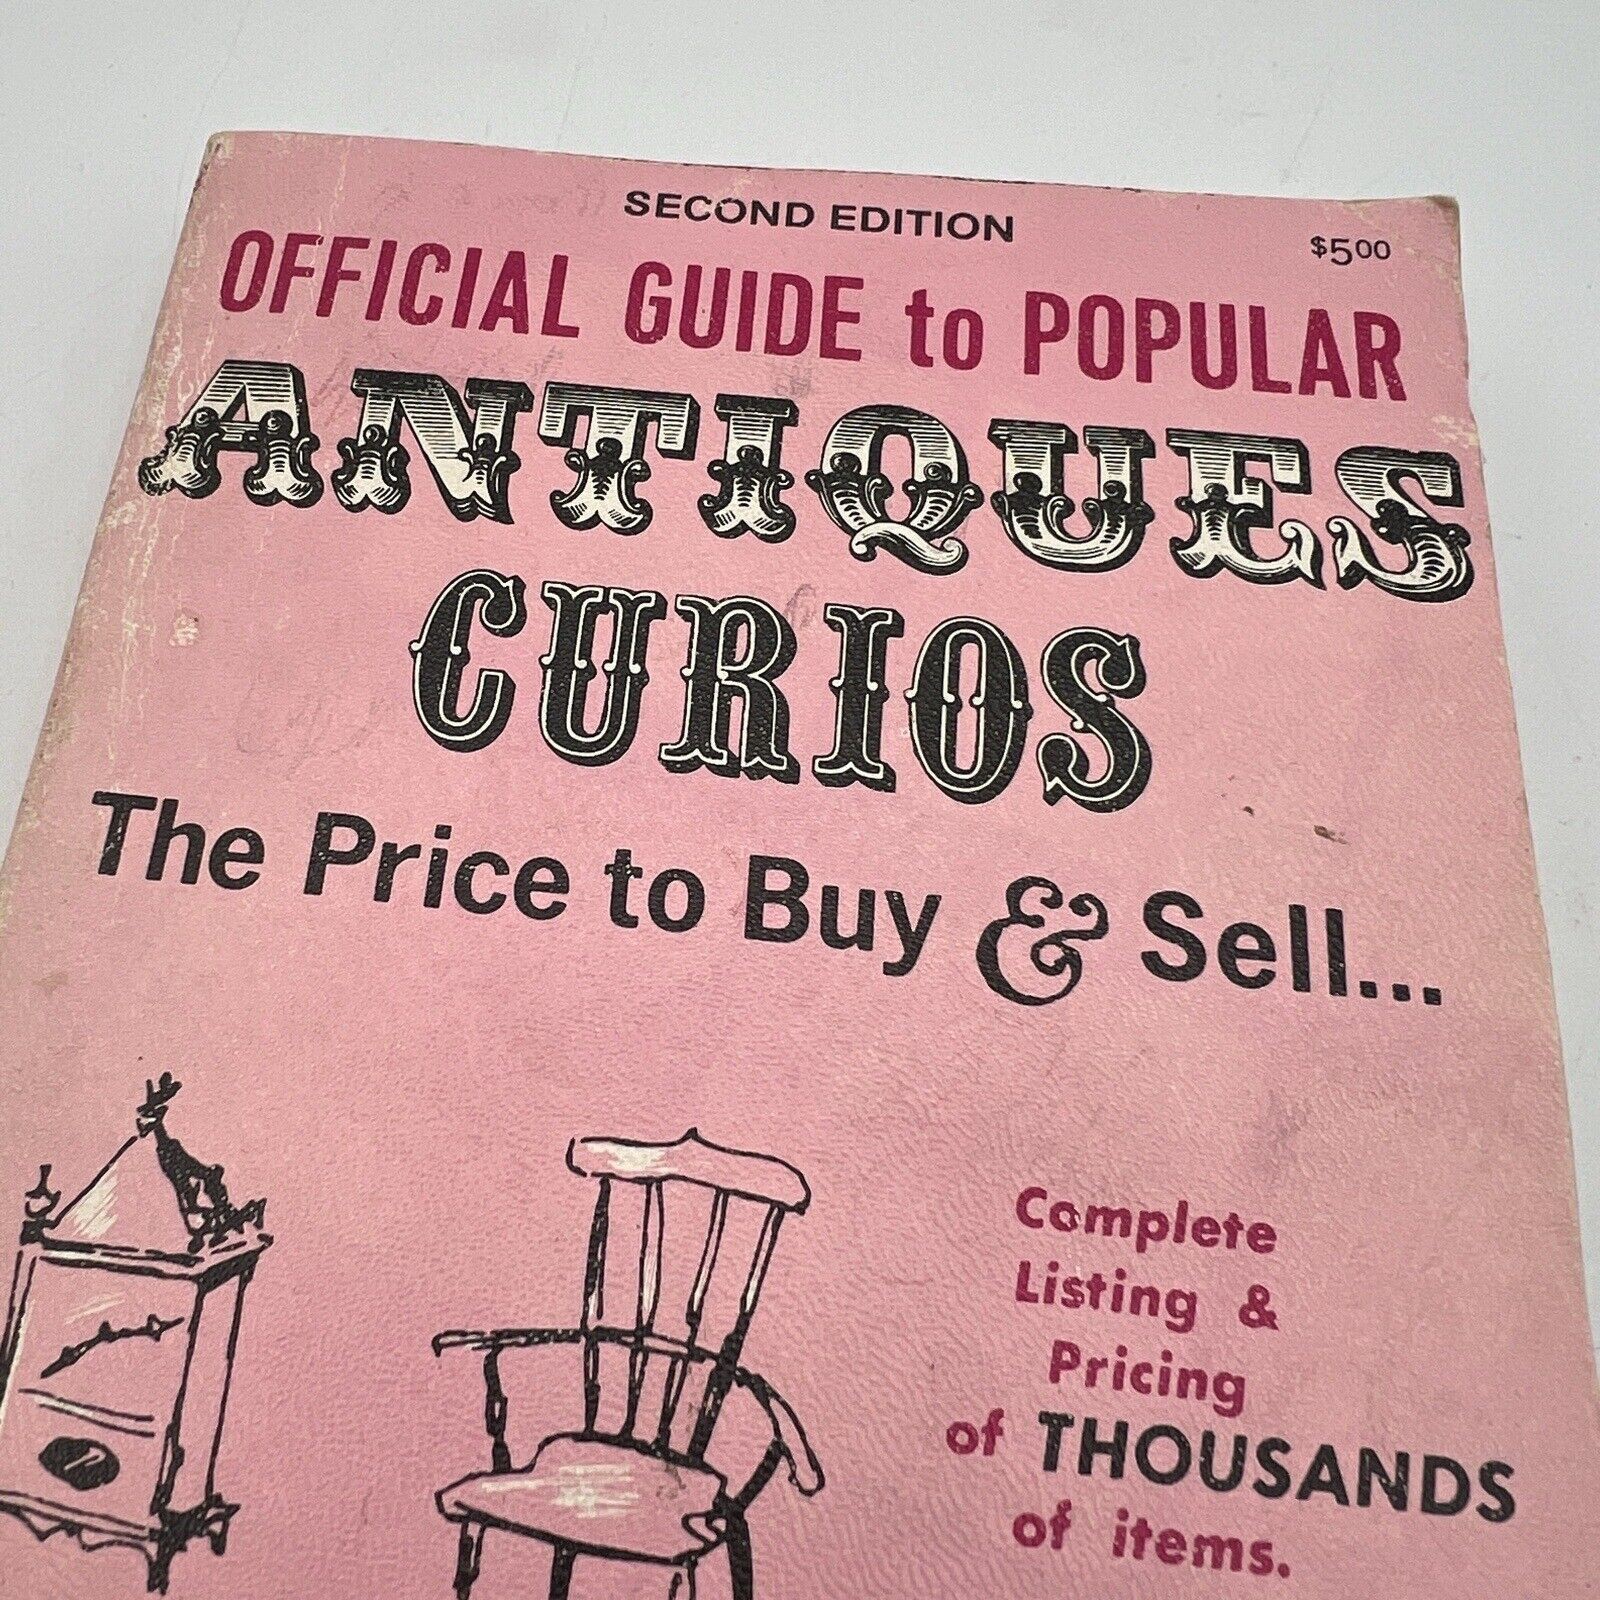 SECOND EDITION
$5.00
OFFICIAL GUIDE to POPULAR
ANTIQUES
CURIOS
The Price to Buy & Sell...
Complete
Listing &
Pricing
of THOUSANDS
of items.